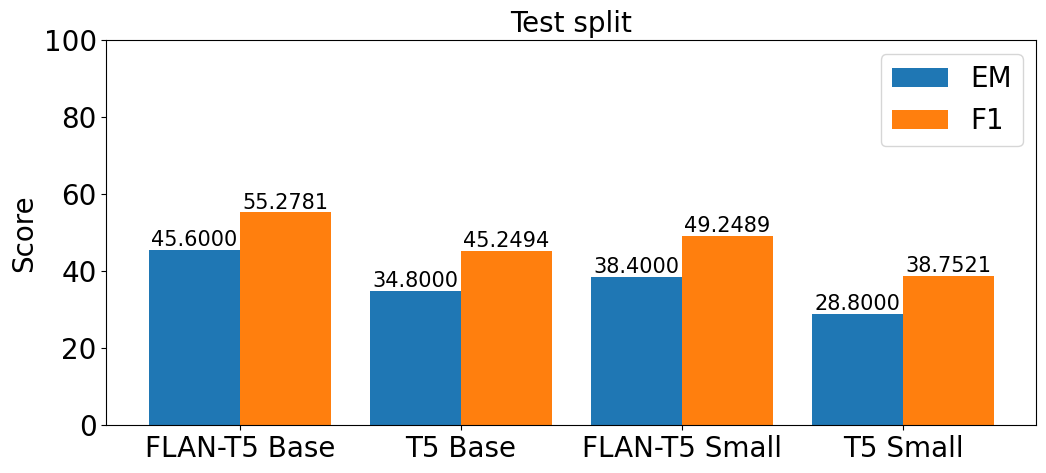 Test split
Score
100
80
60
40
20
0
EM
F1
45.6000
55.2781
34.8000
45.2494
38.4000
49.2489
28.8000
38.7521
FLAN-T5 Base
T5 Base
FLAN-T5 Small
T5 Small